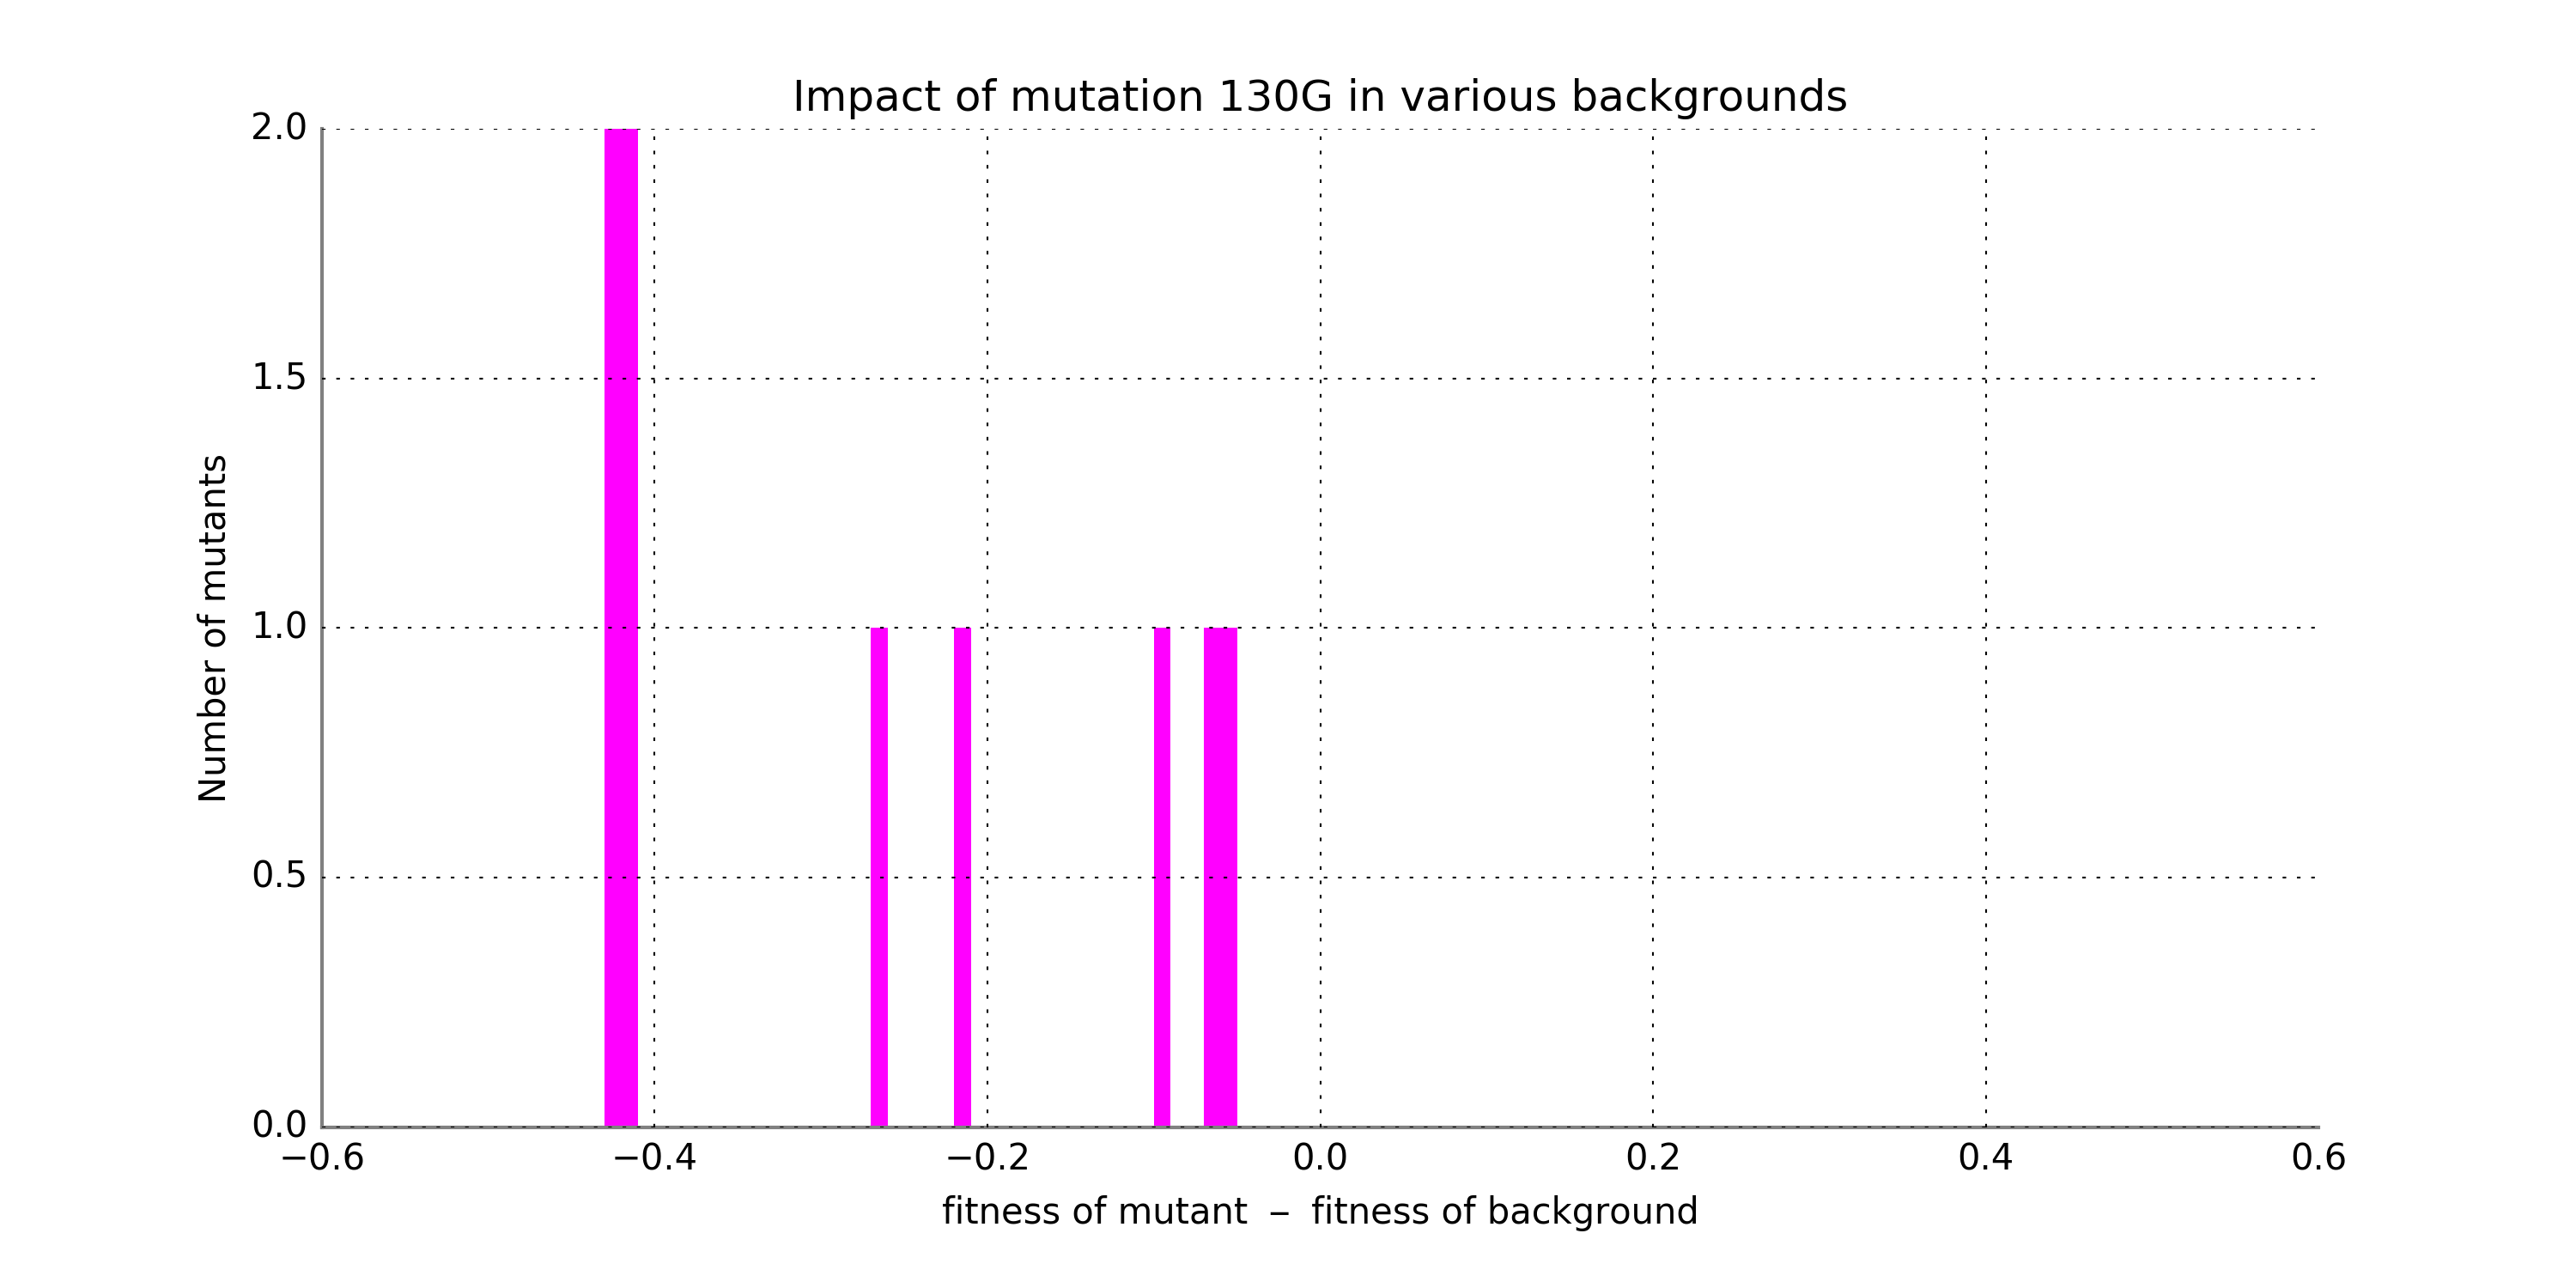 Impact of mutation 130G in various backgrounds
2.0
1.5
1.0
0.5
0.0
Number of mutants
−0.6 −0.4 −0.2 0.0 0.2 0.4 0.6
fitness of mutant − fitness of background